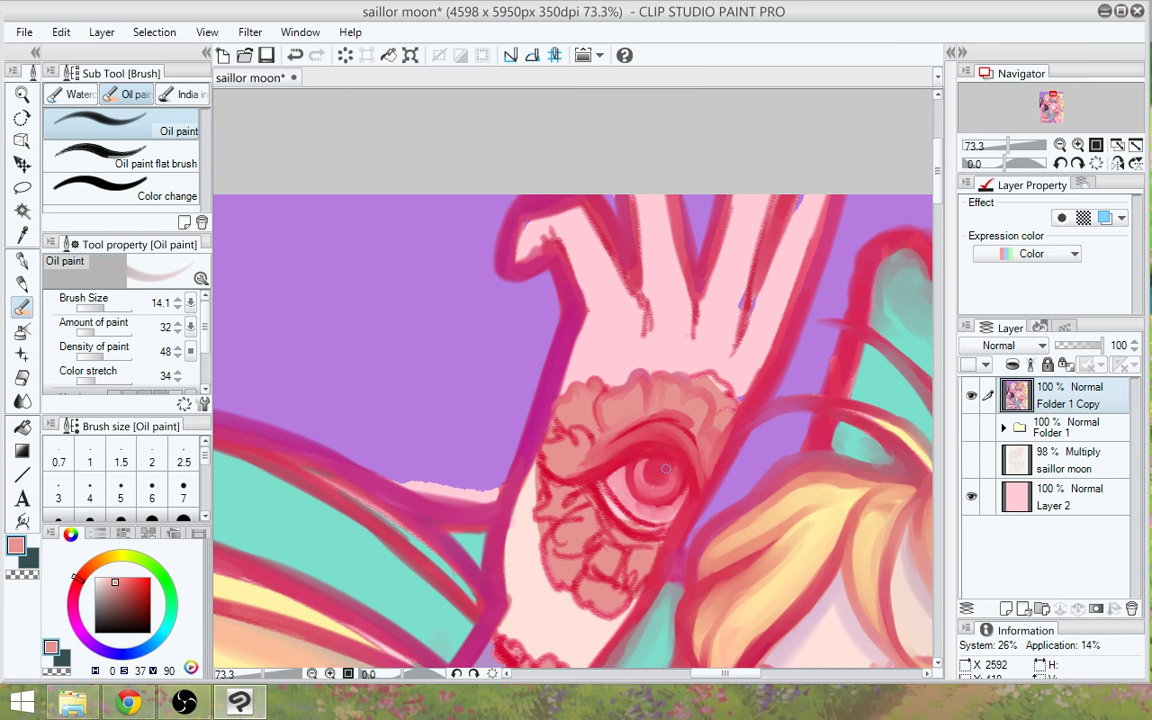 saillor moon* (4598 x 5950px 350dpi 73.3%) - CLIP STUDIO PAINT PRO
File Edit Layer Selection View Filter Window Help
Sub Tool [Brush]
saillor moon*
Navigator
Waterc Oil pain India in
Oil paint
Oil paint flat brush
Color change
73.3
0.0
Layer Property
Effect
Expression color
Color
Tool property [Oil paint]
Oil paint
Brush Size 14.1
Amount of paint 32
Density of paint 48
Color stretch 34
Layer
Normal 100
100 % Normal
Folder 1 Copy
100 % Normal
Folder 1
98 % Multiply
saillor moon
100 % Normal
Layer 2
Brush size [Oil paint]
0.7 1 1.5 2 2.5
3 4 5 6 7
H 0 S 37 V 90
73.3 0.0
Information
System: 26% Application: 14%
X 2592 H: